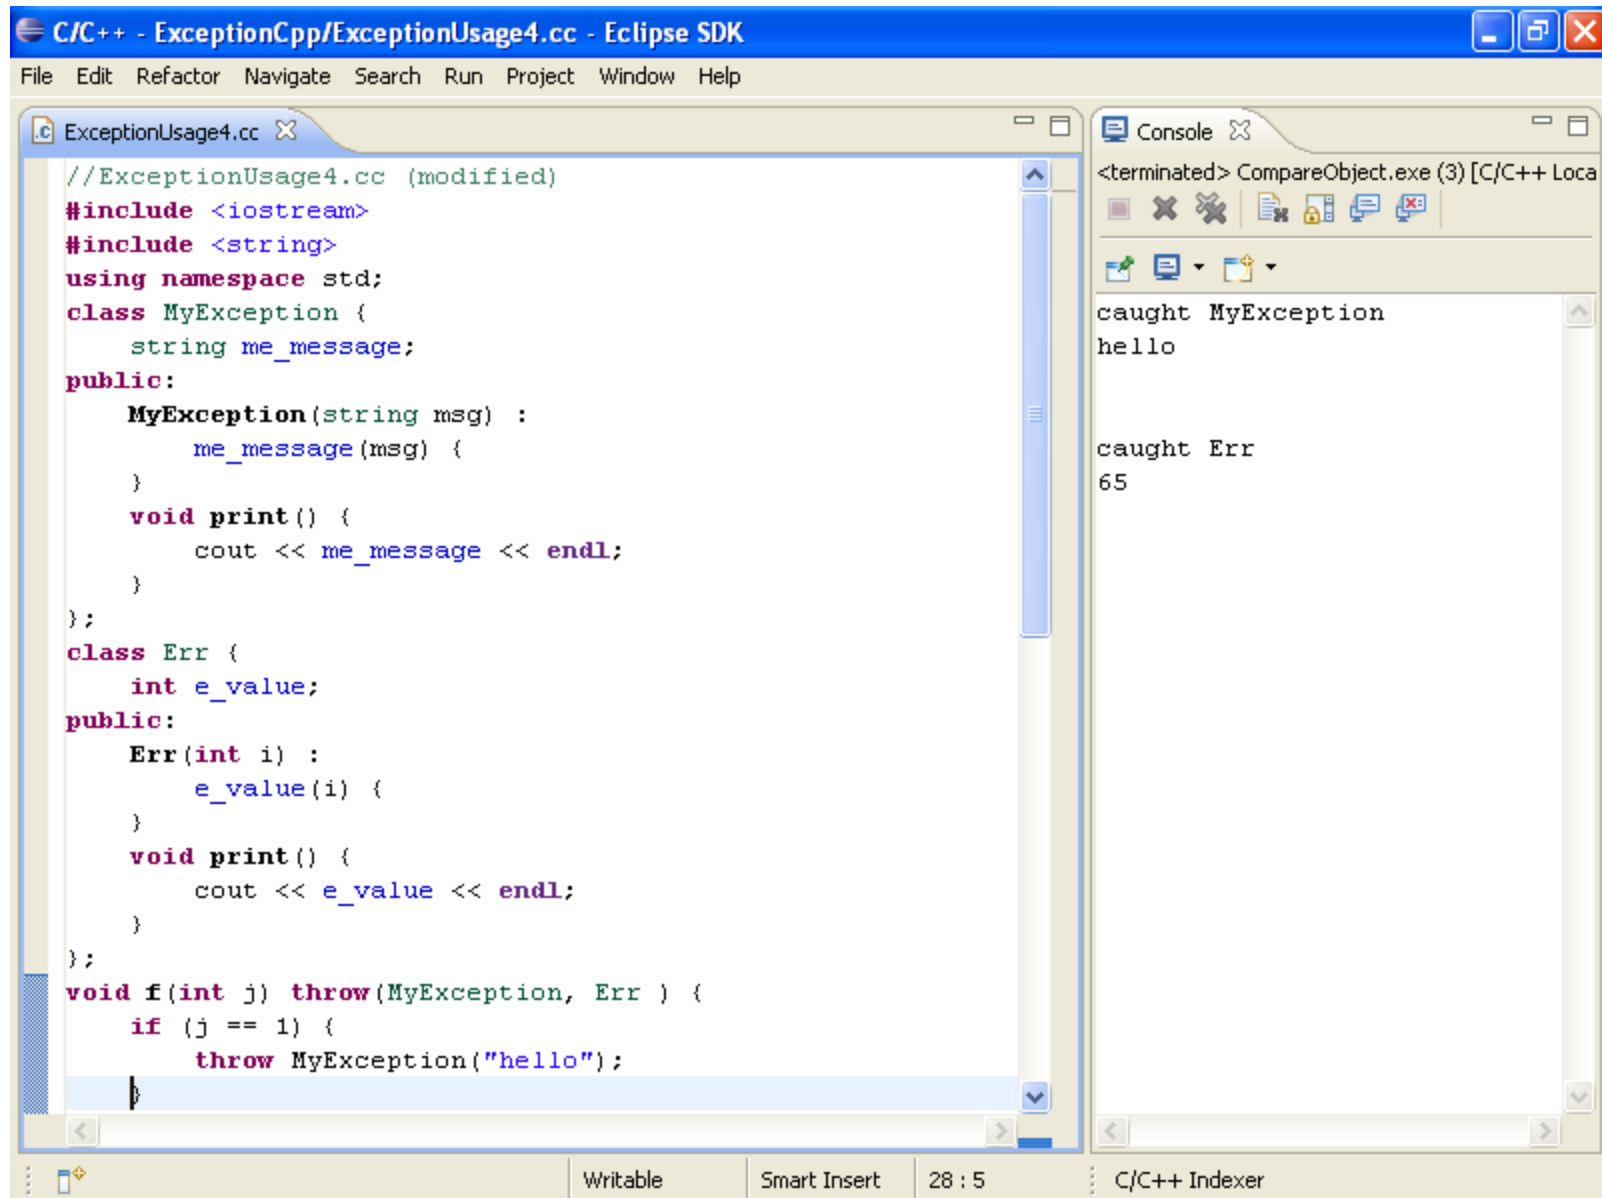 C/C++ - ExceptionCpp/ExceptionUsage4.cc - Eclipse SDK
File Edit Refactor Navigate Search Run Project Window Help
ExceptionUsage4.cc
//ExceptionUsage4.cc (modified)
#include <iostream>
#include <string>
using namespace std;
class MyException {
    string me_message;
public:
    MyException(string msg) :
        me_message(msg) {
    }
    void print() {
        cout << me_message << endl;
    }
};
class Err {
    int e_value;
public:
    Err(int i) :
        e_value(i) {
    }
    void print() {
        cout << e_value << endl;
    }
};
void f(int j) throw(MyException, Err ) {
    if (j == 1) {
        throw MyException("hello");
    }
Console
<terminated> CompareObject.exe (3) [C/C++ Loca
caught MyException
hello
caught Err
65
Writable Smart Insert 28 : 5 C/C++ Indexer